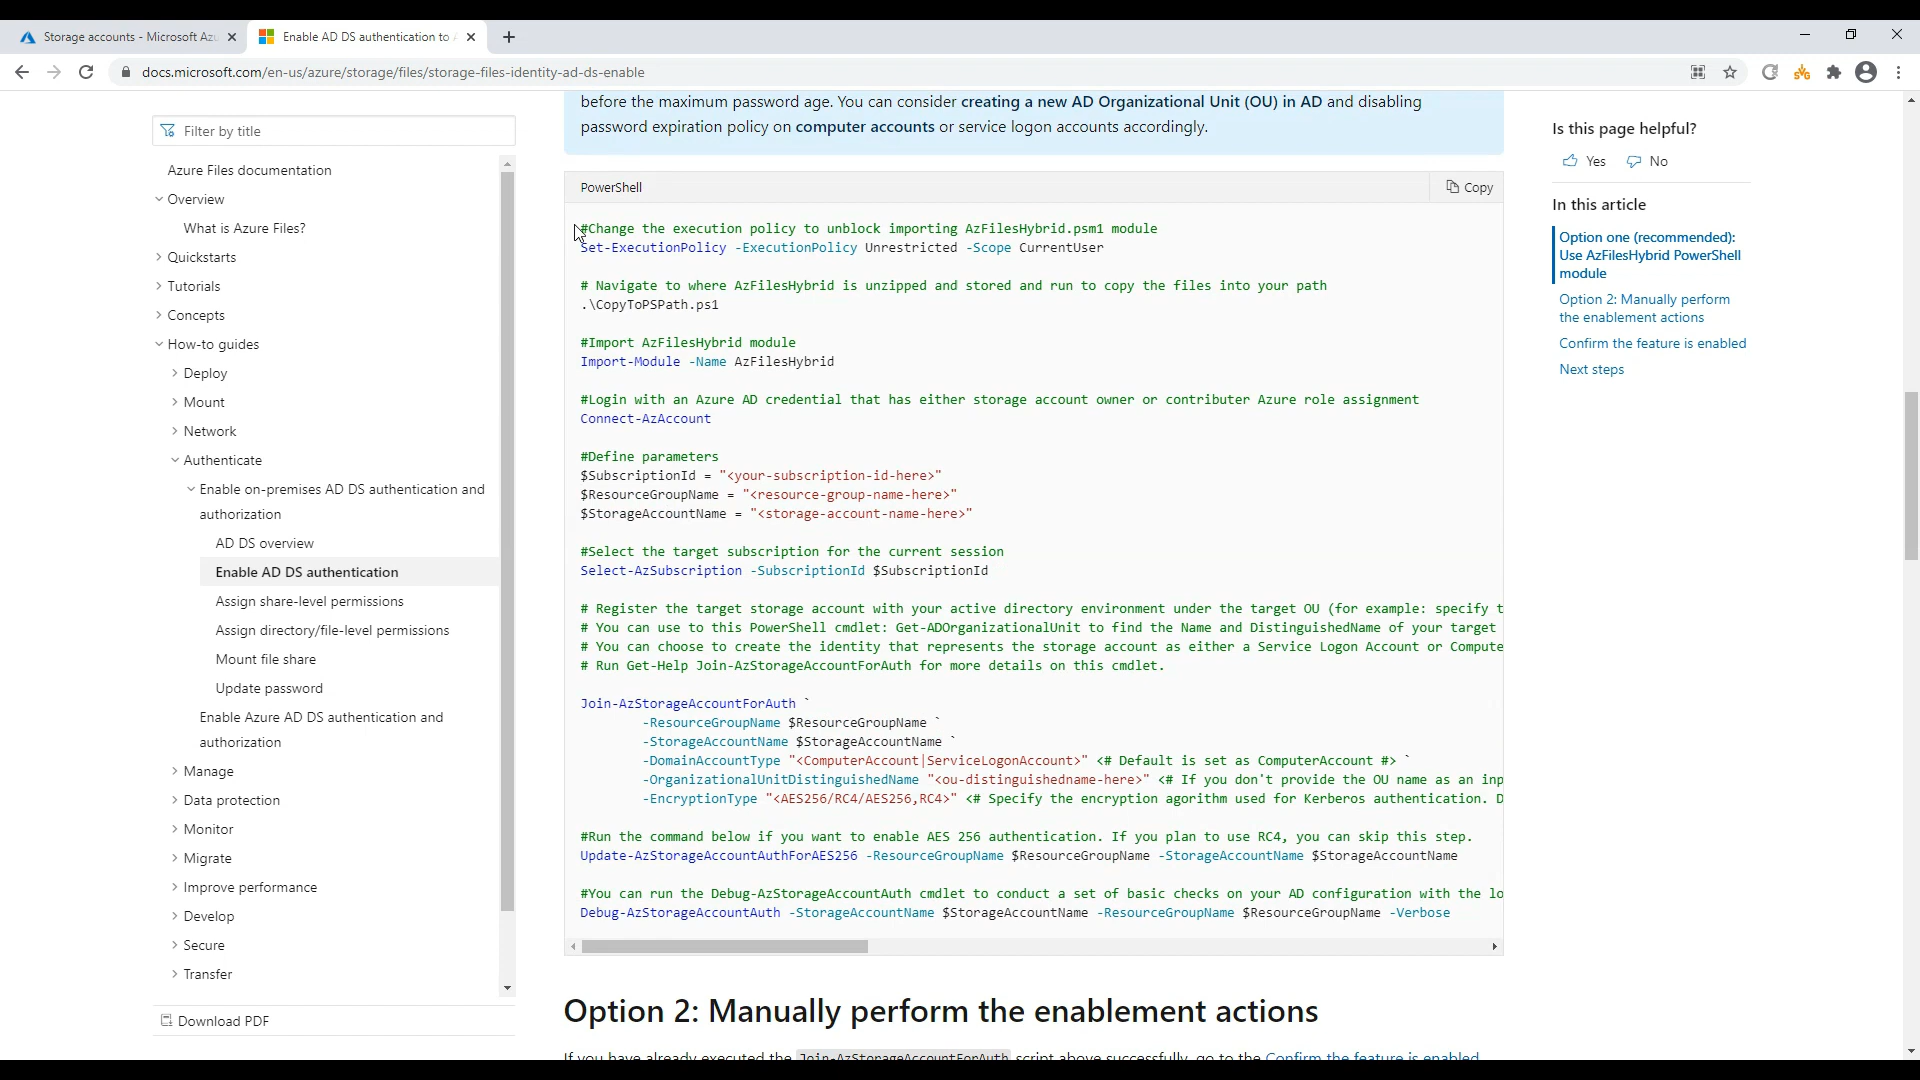 Storage accounts - Microsoft Azu
Enable AD DS authentication to
docs.microsoft.com/en-us/azure/storage/files/storage-files-identity-ad-ds-enable
Filter by title
Azure Files documentation
Overview
What is Azure Files?
Quickstarts
Tutorials
Concepts
How-to guides
Deploy
Mount
Network
Authenticate
Enable on-premises AD DS authentication and
authorization
AD DS overview
Enable AD DS authentication
Assign share-level permissions
Assign directory/file-level permissions
Mount file share
Update password
Enable Azure AD DS authentication and
authorization
Manage
Data protection
Monitor
Migrate
Improve performance
Develop
Secure
Transfer
Download PDF
before the maximum password age. You can consider creating a new AD Organizational Unit (OU) in AD and disabling
password expiration policy on computer accounts or service logon accounts accordingly.
PowerShell
Copy
#Change the execution policy to unblock importing AzFilesHybrid.psm1 module
Set-ExecutionPolicy -ExecutionPolicy Unrestricted -Scope CurrentUser
# Navigate to where AzFilesHybrid is unzipped and stored and run to copy the files into your path
.\CopyToPSPath.ps1
#Import AzFilesHybrid module
Import-Module -Name AzFilesHybrid
#Login with an Azure AD credential that has either storage account owner or contributer Azure role assignment
Connect-AzAccount
#Define parameters
$SubscriptionId = "<your-subscription-id-here>"
$ResourceGroupName = "<resource-group-name-here>"
$StorageAccountName = "<storage-account-name-here>"
#Select the target subscription for the current session
Select-AzSubscription -SubscriptionId $SubscriptionId
# Register the target storage account with your active directory environment under the target OU (for example: specify t
# You can use to this PowerShell cmdlet: Get-ADOrganizationalUnit to find the Name and DistinguishedName of your target
# You can choose to create the identity that represents the storage account as either a Service Logon Account or Compute
# Run Get-Help Join-AzStorageAccountForAuth for more details on this cmdlet.
Join-AzStorageAccountForAuth `
-ResourceGroupName $ResourceGroupName `
-StorageAccountName $StorageAccountName `
-DomainAccountType "<ComputerAccount|ServiceLogonAccount>" <# Default is set as ComputerAccount #> `
-OrganizationalUnitDistinguishedName "<ou-distinguishedname-here>" <# If you don't provide the OU name as an inp
-EncryptionType "<AES256/RC4/AES256,RC4>" <# Specify the encryption agorithm used for Kerberos authentication. D
#Run the command below if you want to enable AES 256 authentication. If you plan to use RC4, you can skip this step.
Update-AzStorageAccountAuthForAES256 -ResourceGroupName $ResourceGroupName -StorageAccountName $StorageAccountName
#You can run the Debug-AzStorageAccountAuth cmdlet to conduct a set of basic checks on your AD configuration with the lo
Debug-AzStorageAccountAuth -StorageAccountName $StorageAccountName -ResourceGroupName $ResourceGroupName -Verbose
Option 2: Manually perform the enablement actions
If you have already executed the Join-AzStorageAccountForAuth script above successfully, go to the Confirm the feature is enabled
Is this page helpful?
Yes No
In this article
Option one (recommended):
Use AzFilesHybrid PowerShell
module
Option 2: Manually perform
the enablement actions
Confirm the feature is enabled
Next steps